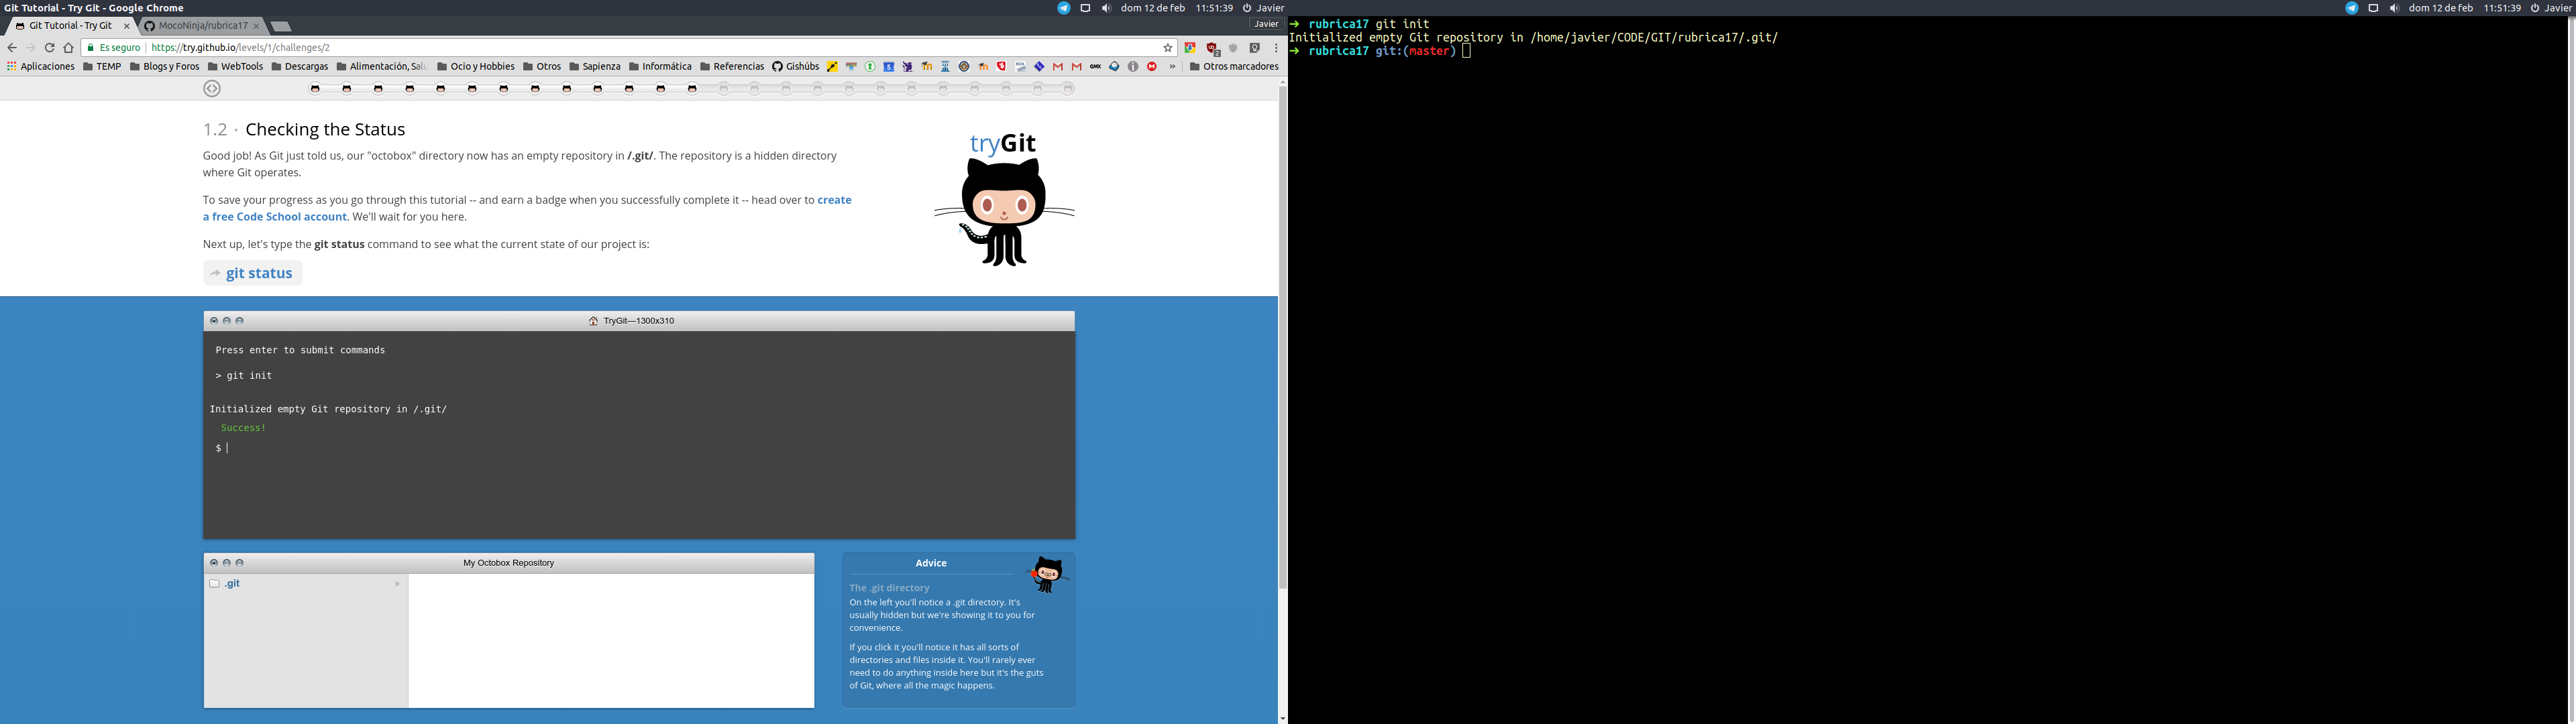 Git Tutorial - Try Git - Google Chrome
dom 12 de feb 11:51:39 Javier
Git Tutorial - Try Git
MocoNinja/rubrica17
Javier
Es seguro https://try.github.io/levels/1/challenges/2
Aplicaciones TEMP Blogs y Foros WebTools Descargas Alimentación, Salu Ocio y Hobbies Otros Sapienza Informática Referencias Gishúbs » Otros marcadores
1.2 · Checking the Status
Good job! As Git just told us, our "octobox" directory now has an empty repository in /.git/. The repository is a hidden directory
where Git operates.
To save your progress as you go through this tutorial -- and earn a badge when you successfully complete it -- head over to create
a free Code School account. We'll wait for you here.
Next up, let's type the git status command to see what the current state of our project is:
git status
tryGit
TryGit—1300x310
Press enter to submit commands
> git init
Initialized empty Git repository in /.git/
Success!
$
My Octobox Repository
.git
Advice
The .git directory
On the left you'll notice a .git directory. It's
usually hidden but we're showing it to you for
convenience.
If you click it you'll notice it has all sorts of
directories and files inside it. You'll rarely ever
need to do anything inside here but it's the guts
of Git, where all the magic happens.
dom 12 de feb 11:51:39 Javier
➜ rubrica17 git init
Initialized empty Git repository in /home/javier/CODE/GIT/rubrica17/.git/
➜ rubrica17 git:(master)